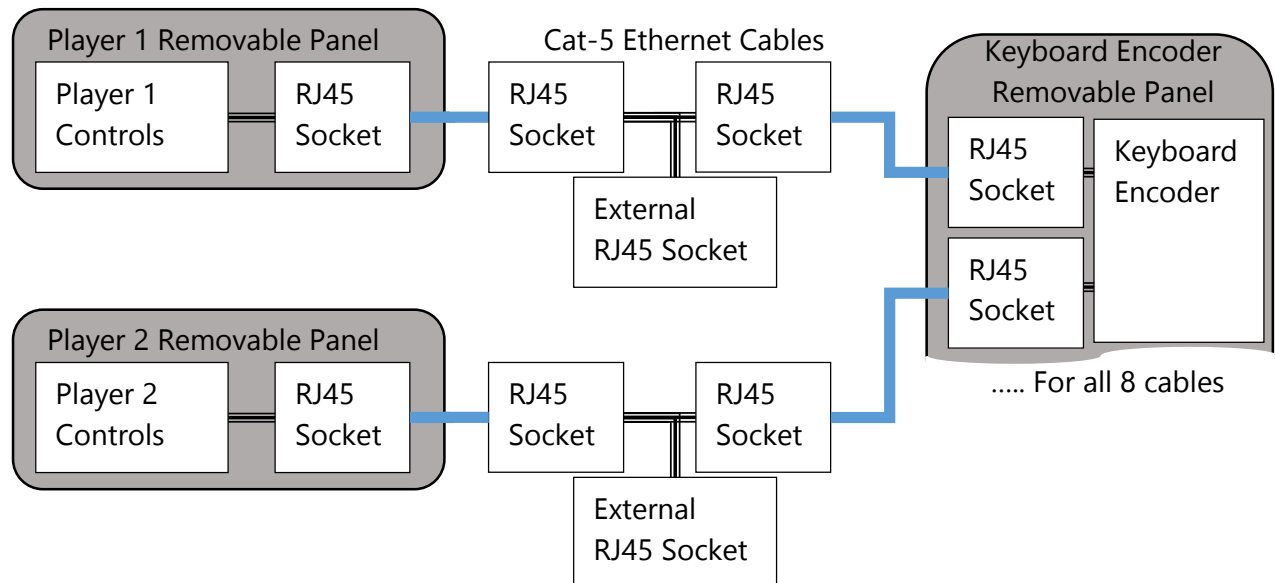 Player 1 Removable Panel
Player 1
Controls
RJ45
Socket
Cat-5 Ethernet Cables
RJ45
Socket
RJ45
Socket
External
RJ45 Socket
Keyboard Encoder
Removable Panel
RJ45
Socket
Keyboard
Encoder
RJ45
Socket
..... For all 8 cables
Player 2 Removable Panel
Player 2
Controls
RJ45
Socket
RJ45
Socket
RJ45
Socket
External
RJ45 Socket